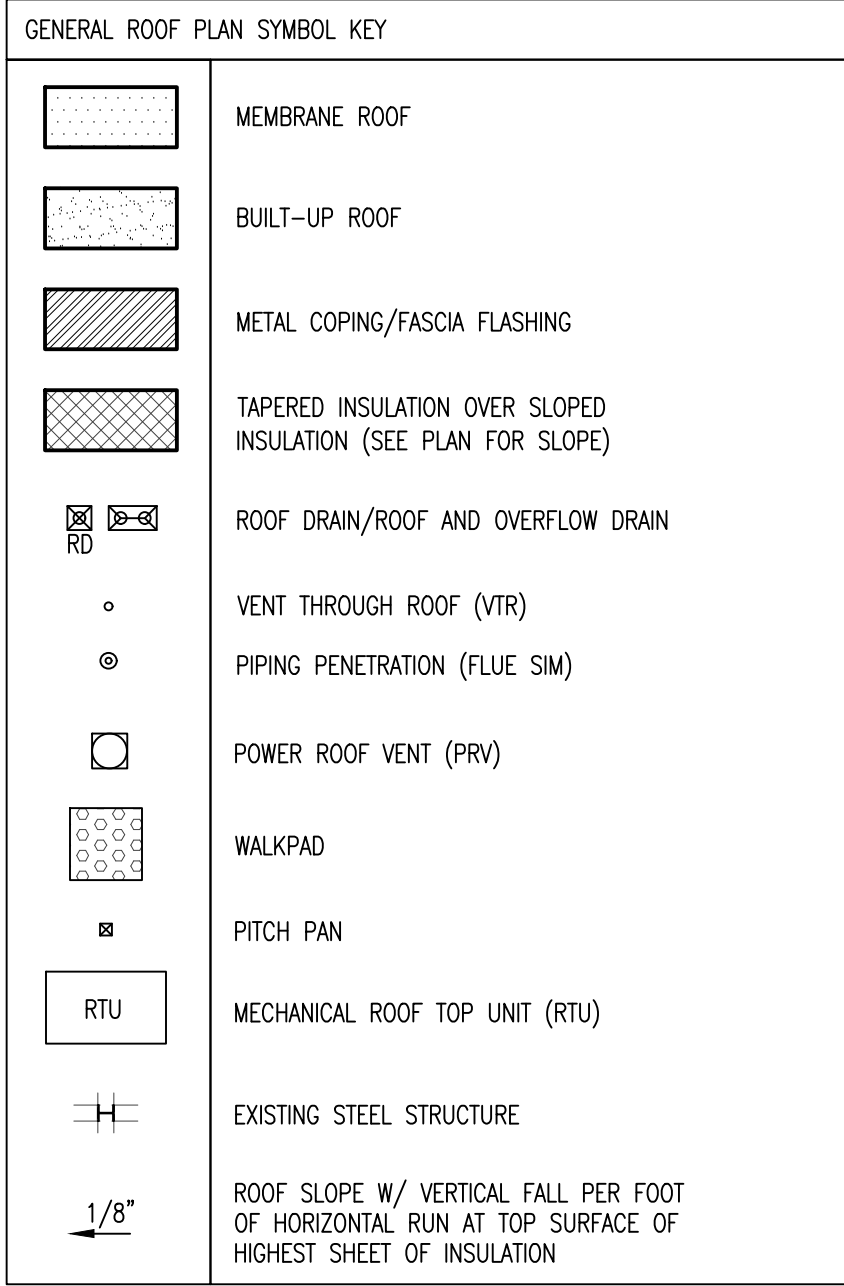 GENERAL ROOF PLAN SYMBOL KEY
MEMBRANE ROOF
BUILT-UP ROOF
METAL COPING/FASCIA FLASHING
TAPERED INSULATION OVER SLOPED
INSULATION (SEE PLAN FOR SLOPE)
RD
ROOF DRAIN/ROOF AND OVERFLOW DRAIN
VENT THROUGH ROOF (VTR)
PIPING PENETRATION (FLUE SIM)
POWER ROOF VENT (PRV)
WALKPAD
PITCH PAN
RTU
MECHANICAL ROOF TOP UNIT (RTU)
EXISTING STEEL STRUCTURE
1/8"
ROOF SLOPE W/ VERTICAL FALL PER FOOT
OF HORIZONTAL RUN AT TOP SURFACE OF
HIGHEST SHEET OF INSULATION